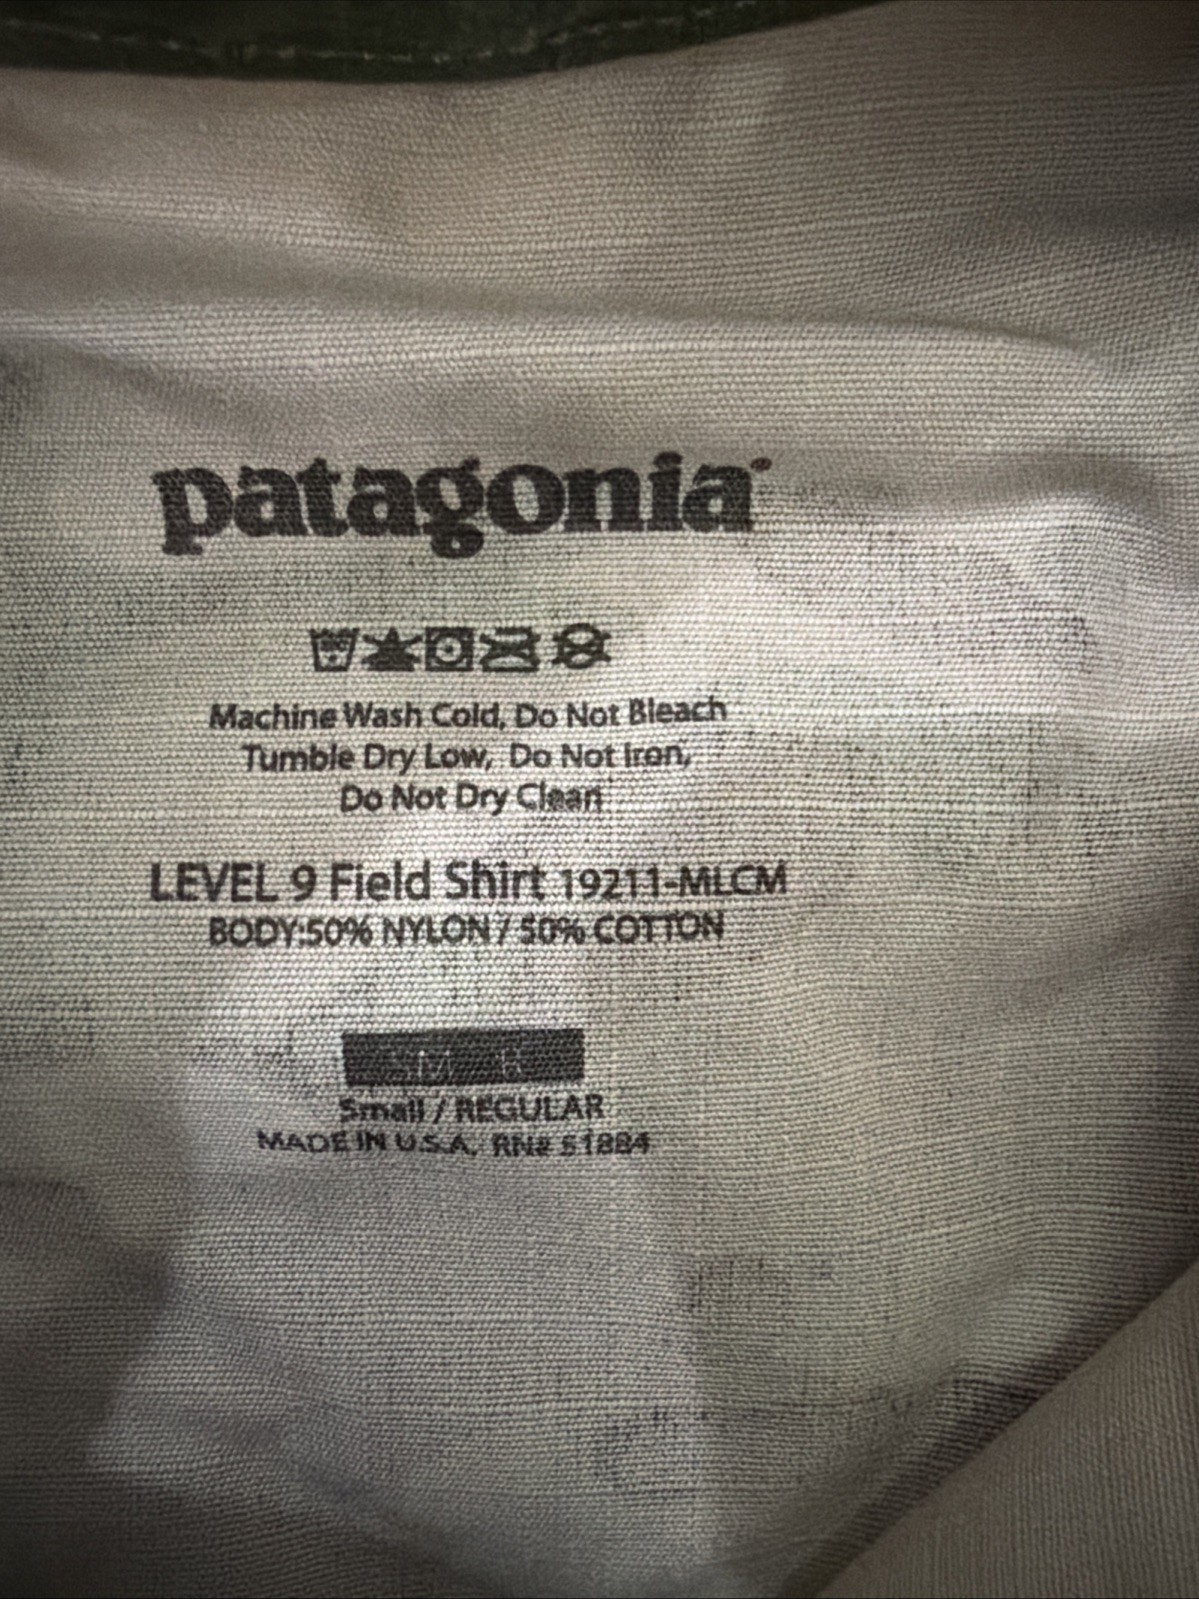 patagonia®
Machine Wash Cold, Do Not Bleach
Tumble Dry Low, Do Not Iron,
Do Not Dry Clean
LEVEL 9 Field Shirt 19211-MLCM
BODY:50% NYLON / 50% COTTON
SM R
Small / REGULAR
MADE IN U.S.A. RN# 51884